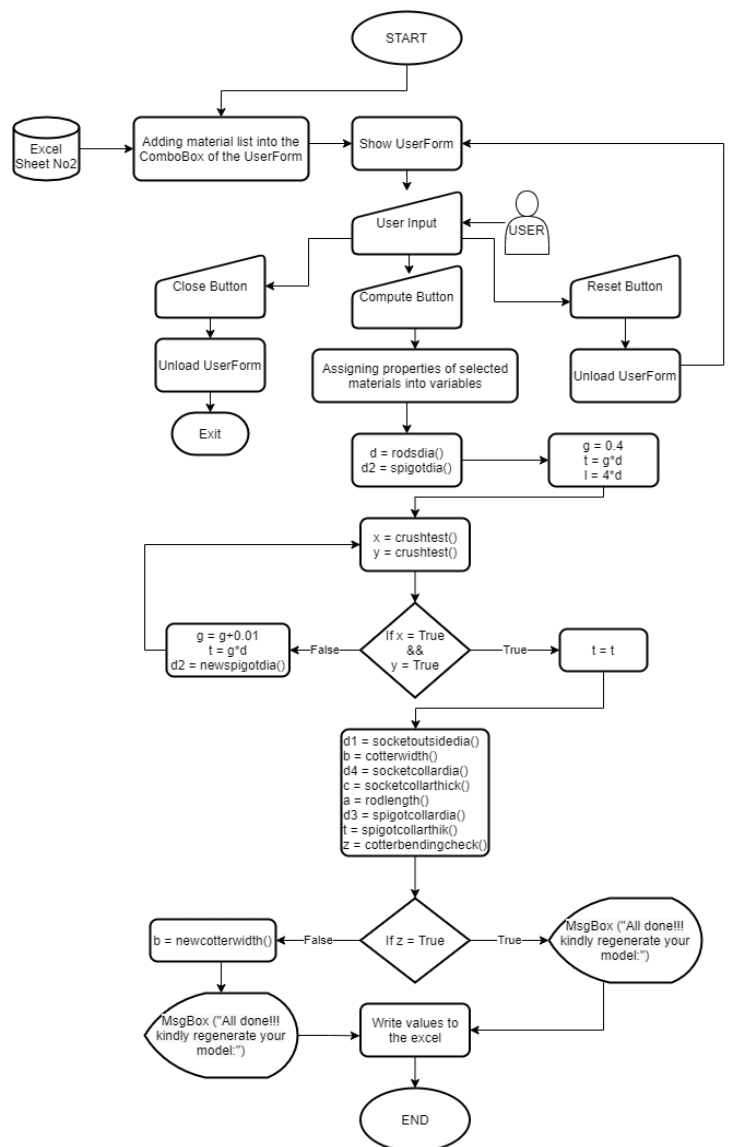 START
Excel
Sheet No2
Adding material list into the
ComboBox of the UserForm
Show UserForm
User Input
USER
Close Button
Compute Button
Reset Button
Unload UserForm
Assigning properties of selected
materials into variables
Unload UserForm
Exit
d = rodsdia()
d2 = spigotdia()
g = 0.4
t = g*d
l = 4*d
x = crushtest()
y = crushtest()
g = g+0.01
t = g*d
d2 = newspigotdia()
False
If x = True
&&
y = True
True
t = t
d1 = socketoutsidedia()
b = cotterwidth()
d4 = socketcollardia()
c = socketcollarthick()
a = rodlength()
d3 = spigotcollardia()
t = spigotcollarthik()
z = cotterbendingcheck()
b = newcotterwidth()
False
If z = True
True
MsgBox ("All done!!!
kindly regenerate your
model:")
MsgBox ("All done!!!
kindly regenerate your
model:")
Write values to
the excel
END